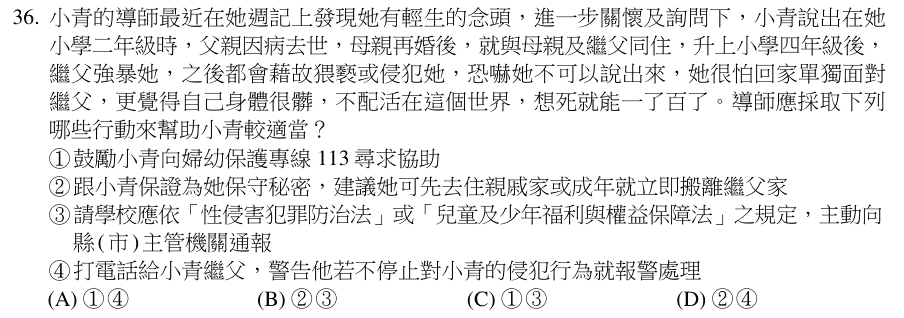 36. 小青的導師最近在她週記上發現她有輕生的念頭，進一步關懷及詢問下，小青說出在她
小學二年級時，父親因病去世，母親再婚後，就與母親及繼父同住，升上小學四年級後，
繼父強暴她，之後都會藉故猥褻或侵犯她，恐嚇她不可以說出來，她很怕回家單獨面對
繼父，更覺得自己身體很髒，不配活在這個世界，想死就能一了百了。導師應採取下列
哪些行動來幫助小青較適當？
①鼓勵小青向婦幼保護專線 113 尋求協助
②跟小青保證為她保守秘密，建議她可先去住親戚家或成年就立即搬離繼父家
③請學校應依「性侵害犯罪防治法」或「兒童及少年福利與權益保障法」之規定，主動向
縣(市)主管機關通報
④打電話給小青繼父，警告他若不停止對小青的侵犯行為就報警處理
(A) ①④ (B) ②③ (C) ①③ (D) ②④